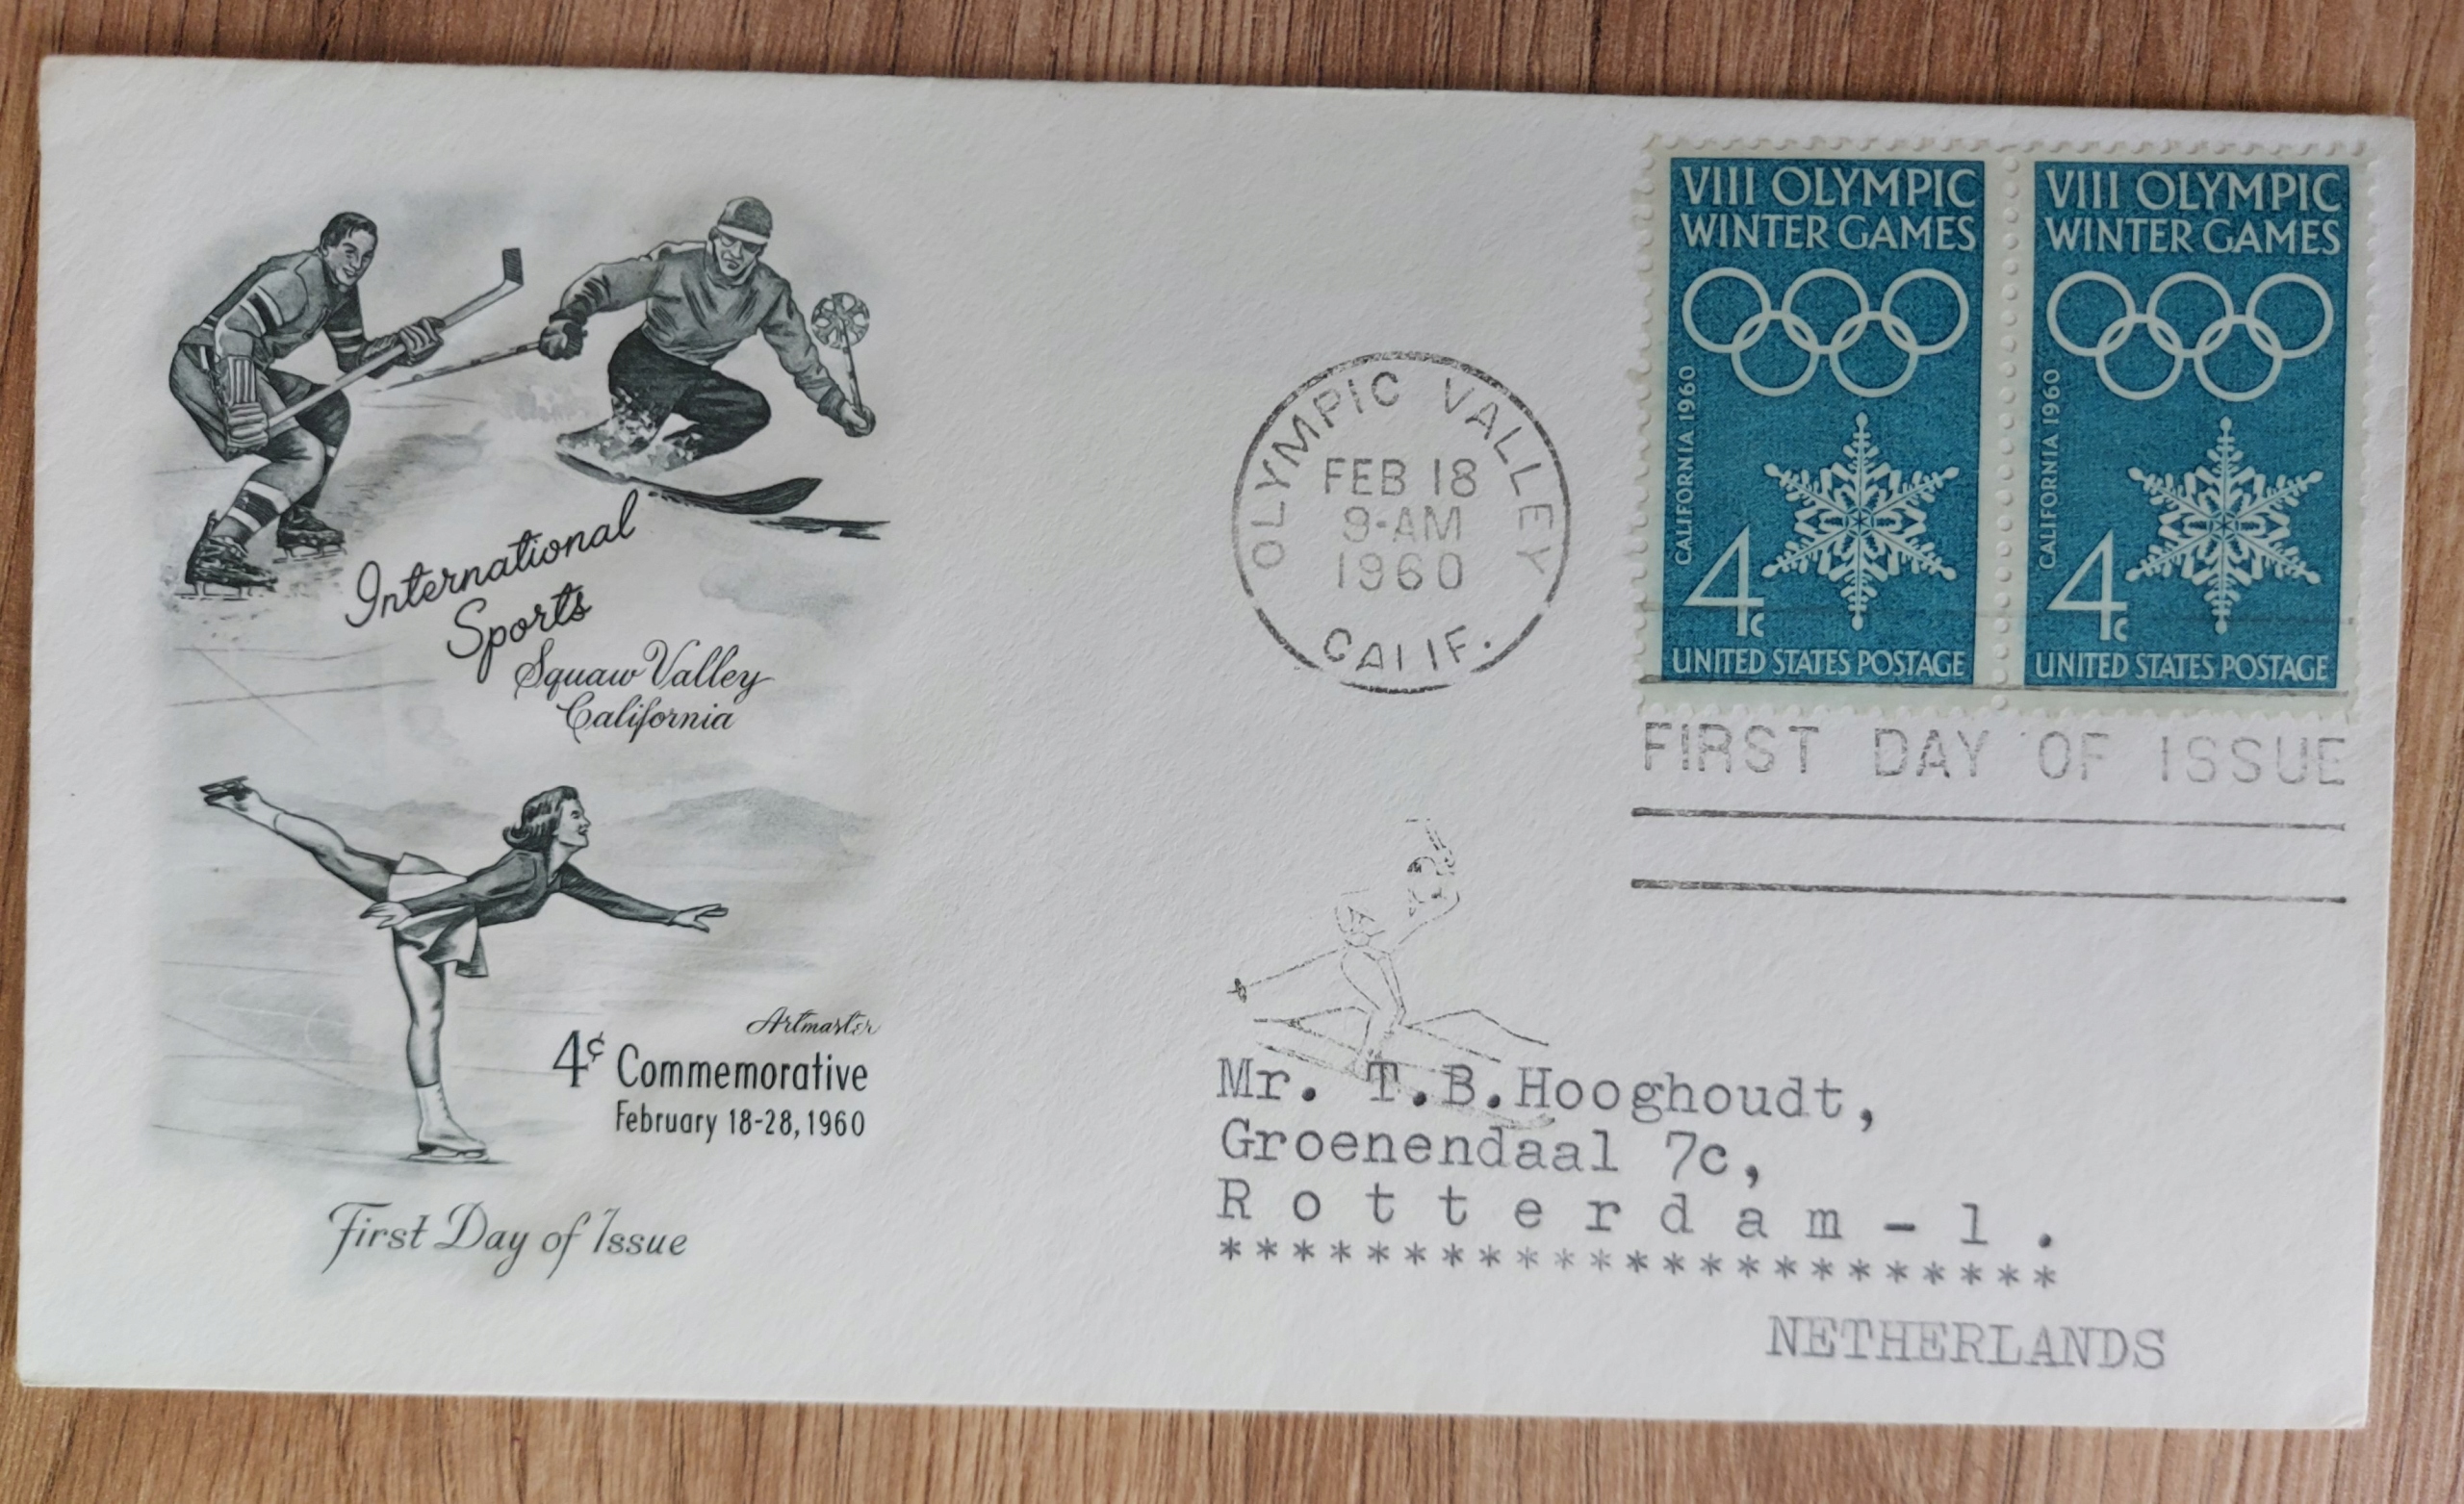 International
Sports
Squaw Valley
California
Artmaster
4¢ Commemorative
February 18-28, 1960
First Day of Issue
OLYMPIC VALLEY
FEB 18
9-AM
1960
CALIF.
VIII OLYMPIC
WINTER GAMES
CALIFORNIA 1960
4c
UNITED STATES POSTAGE
VIII OLYMPIC
WINTER GAMES
CALIFORNIA 1960
4c
UNITED STATES POSTAGE
FIRST DAY OF ISSUE
Mr. T.B.Hooghoudt,
Groenendaal 7c,
R o t t e r d a m - 1 .
* * * * * * * * * * * * * * * * * * * * * * *
NETHERLANDS